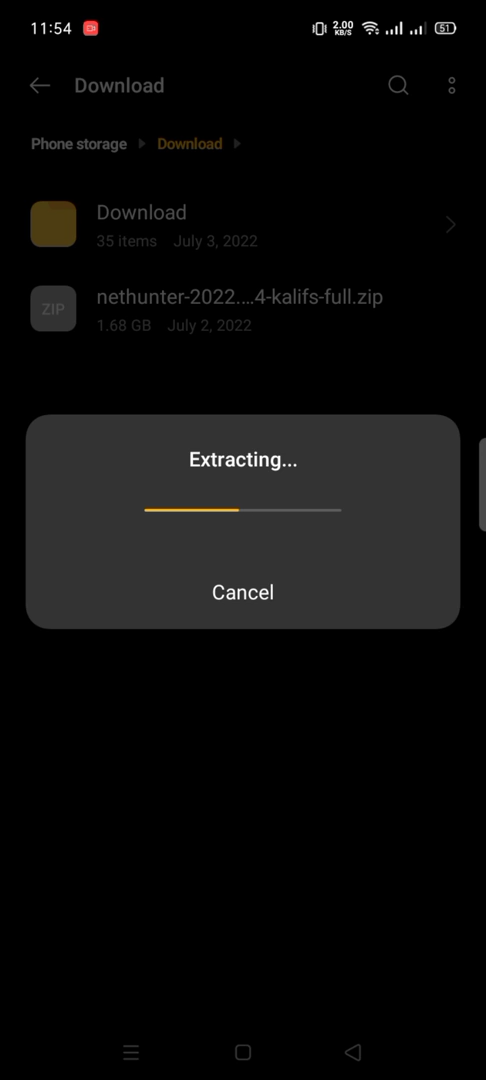 11:54 2.00 KB/S 51
Download
Phone storage Download
Download
35 items July 3, 2022
ZIP nethunter-2022....4-kalifs-full.zip
1.68 GB July 2, 2022
Extracting...
Cancel